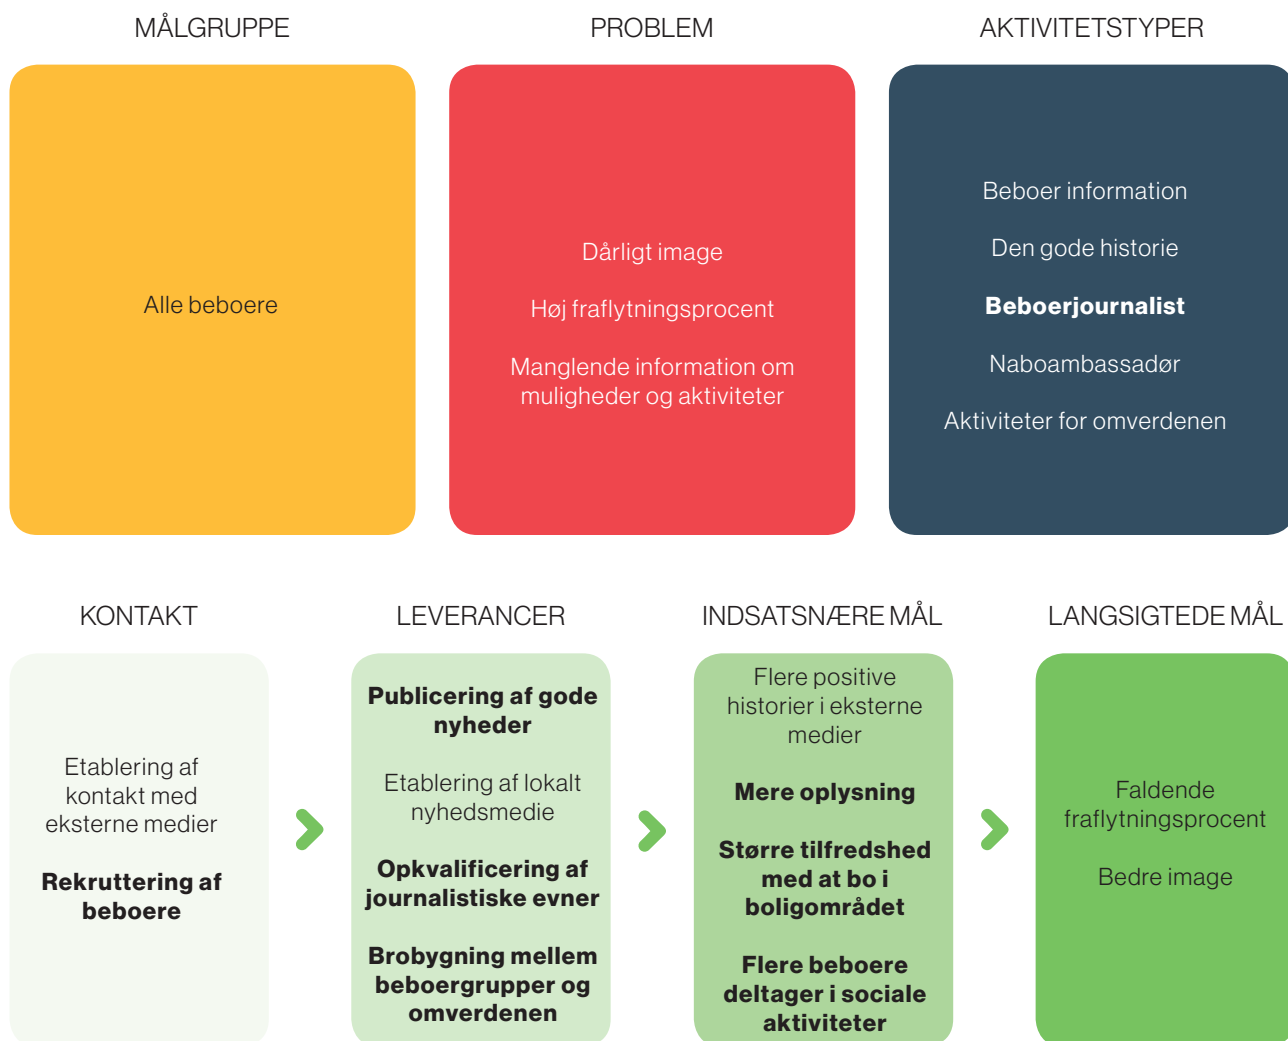 MÅLGRUPPE
Alle beboere
PROBLEM
Dårligt image
Høj fraflytningsprocent
Manglende information om
muligheder og aktiviteter
AKTIVITETSTYPER
Beboer information
Den gode historie
Beboerjournalist
Naboambassadør
Aktiviteter for omverdenen
KONTAKT
Etablering af
kontakt med
eksterne medier
Rekruttering af
beboere
LEVERANCER
Publicering af gode
nyheder
Etablering af lokalt
nyhedsmedie
Opkvalificering af
journalistiske evner
Brobygning mellem
beboergrupper og
omverdenen
INDSATSNÆRE MÅL
Flere positive
historier i eksterne
medier
Mere oplysning
Større tilfredshed
med at bo i
boligområdet
Flere beboere
deltager i sociale
aktiviteter
LANGSIGTEDE MÅL
Faldende
fraflytningsprocent
Bedre image